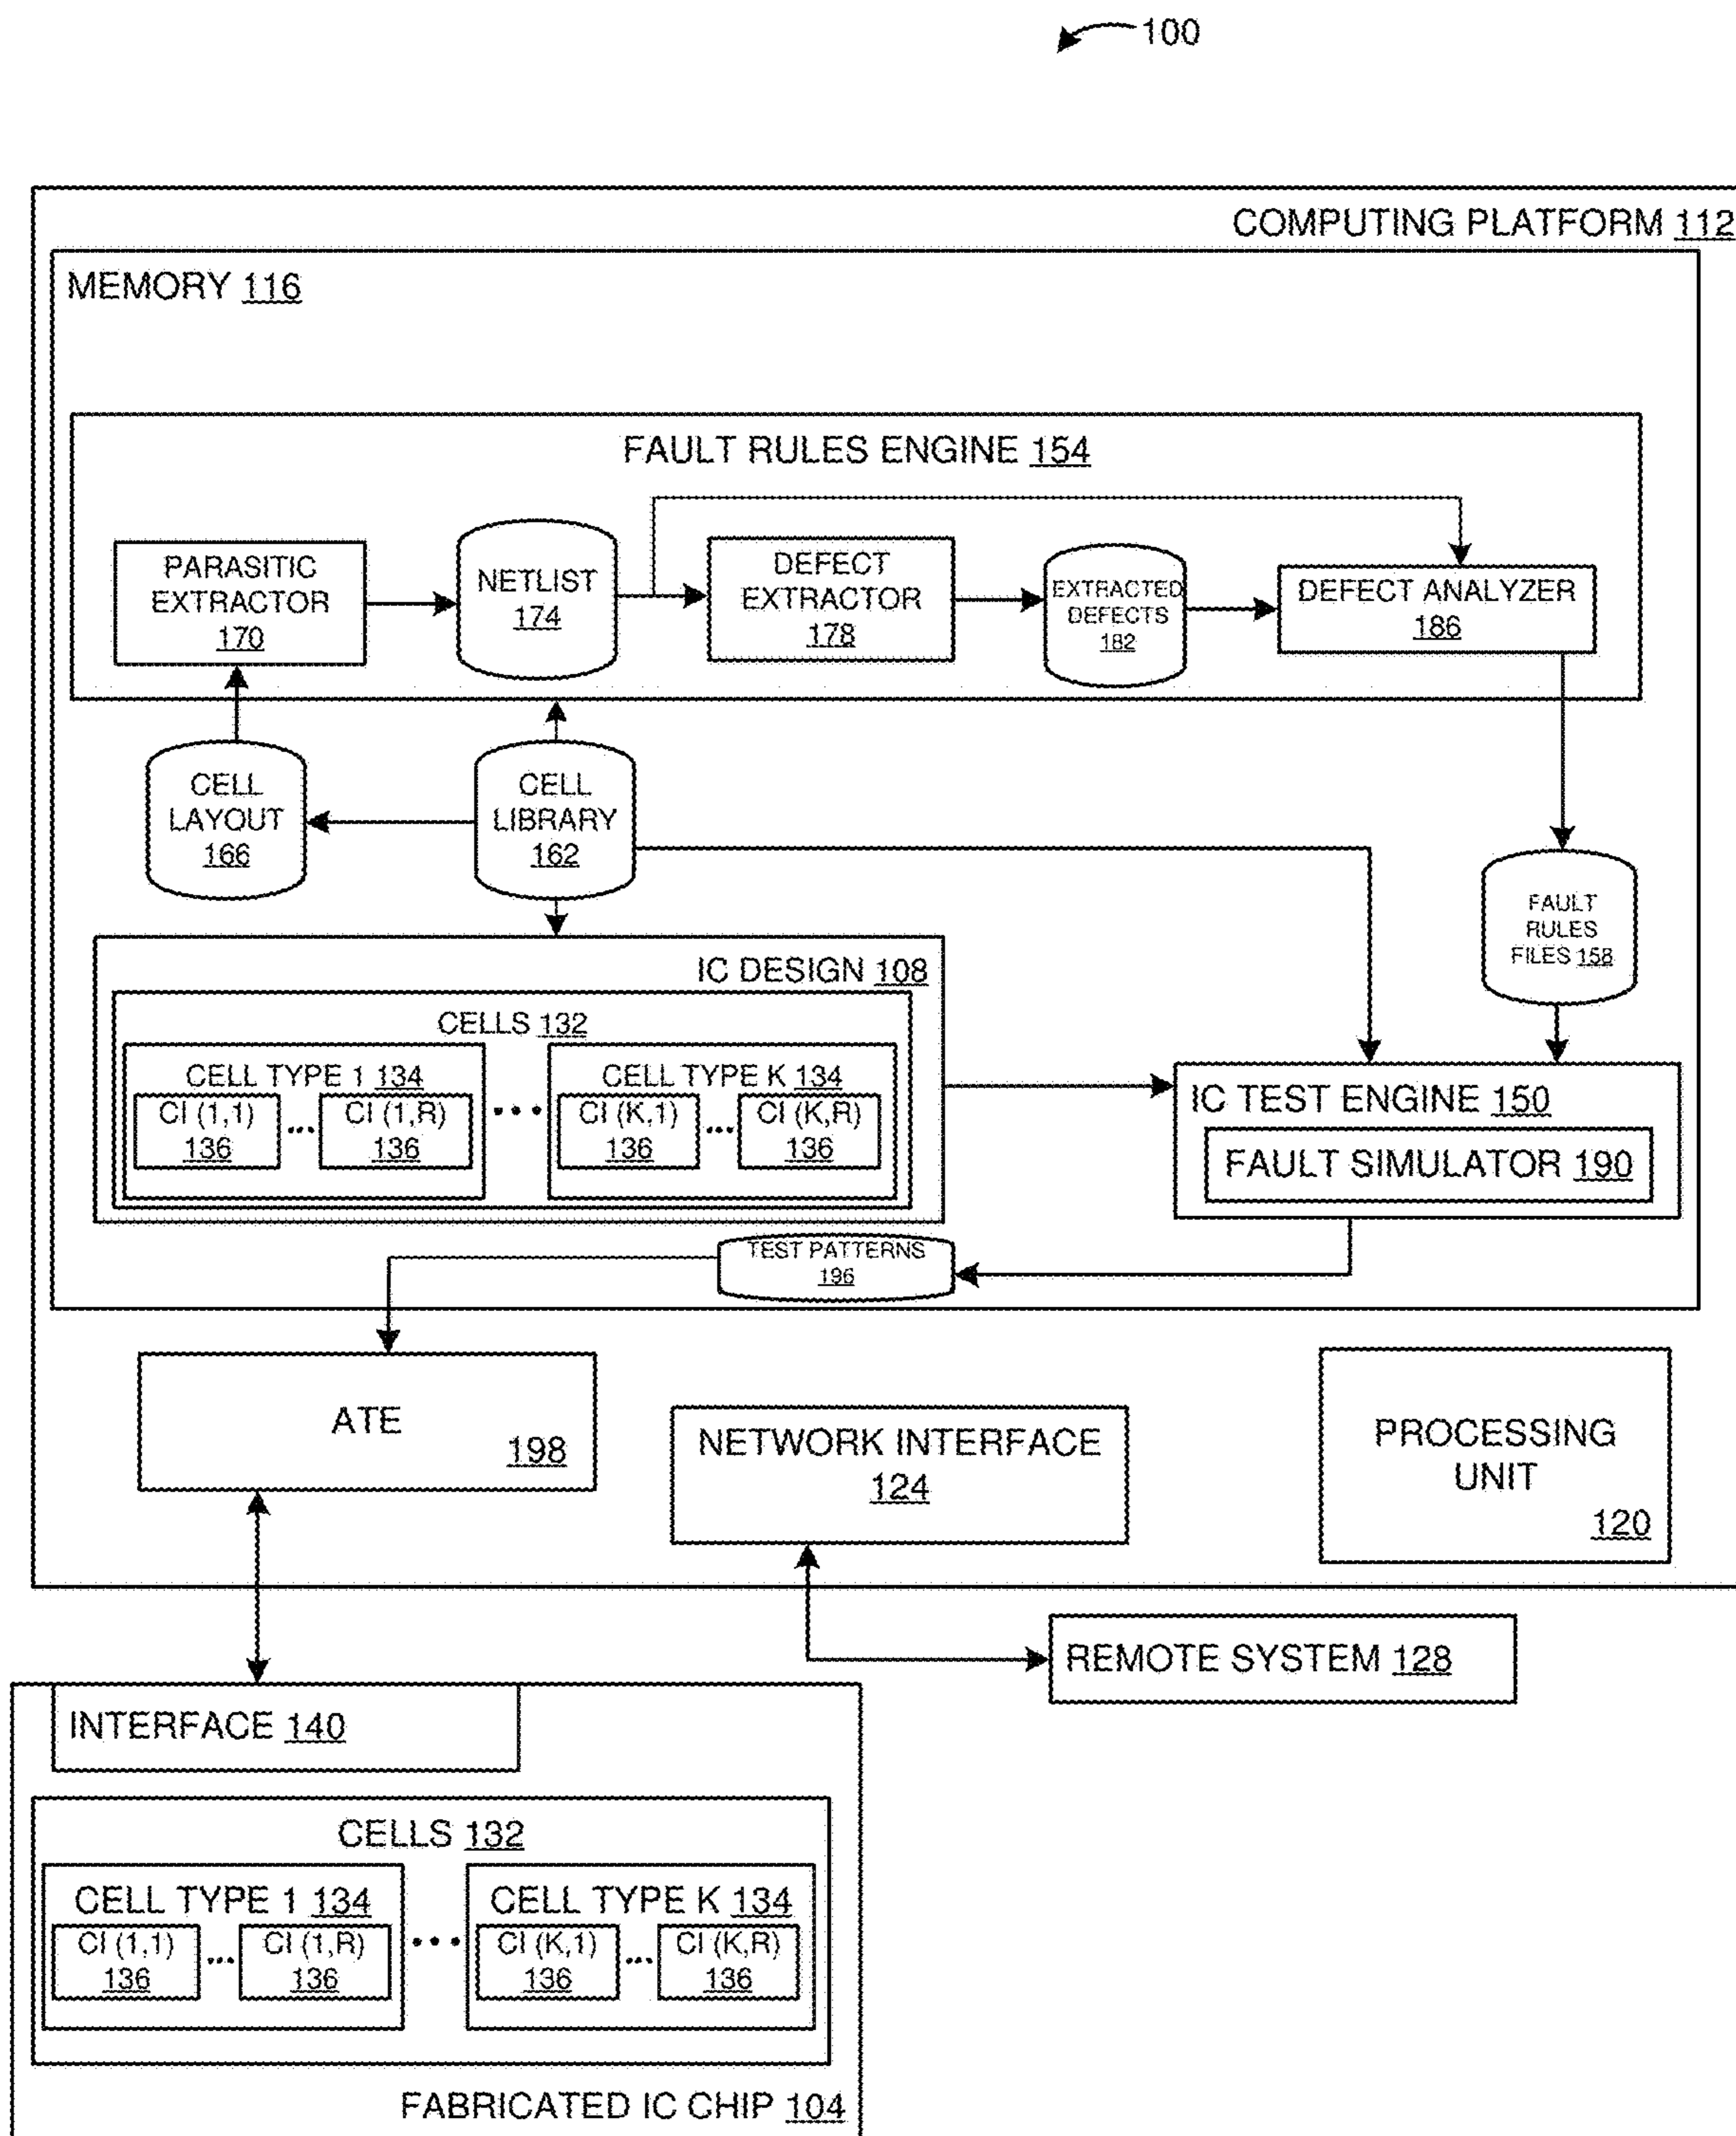 100
COMPUTING PLATFORM 112
MEMORY 116
FAULT RULES ENGINE 154
PARASITIC
EXTRACTOR
170
NETLIST
174
DEFECT
EXTRACTOR
178
EXTRACTED
DEFECTS
182
DEFECT ANALYZER
186
CELL
LAYOUT
166
CELL
LIBRARY
162
FAULT
RULES
FILES 158
IC DESIGN 108
CELLS 132
CELL TYPE 1 134
CI (1,1)
136
...
CI (1,R)
136
...
CELL TYPE K 134
CI (K,1)
136
...
CI (K,R)
136
IC TEST ENGINE 150
FAULT SIMULATOR 190
TEST PATTERNS
196
ATE
198
NETWORK INTERFACE
124
PROCESSING
UNIT
120
REMOTE SYSTEM 128
INTERFACE 140
CELLS 132
CELL TYPE 1 134
CI (1,1)
136
...
CI (1,R)
136
...
CELL TYPE K 134
CI (K,1)
136
...
CI (K,R)
136
FABRICATED IC CHIP 104